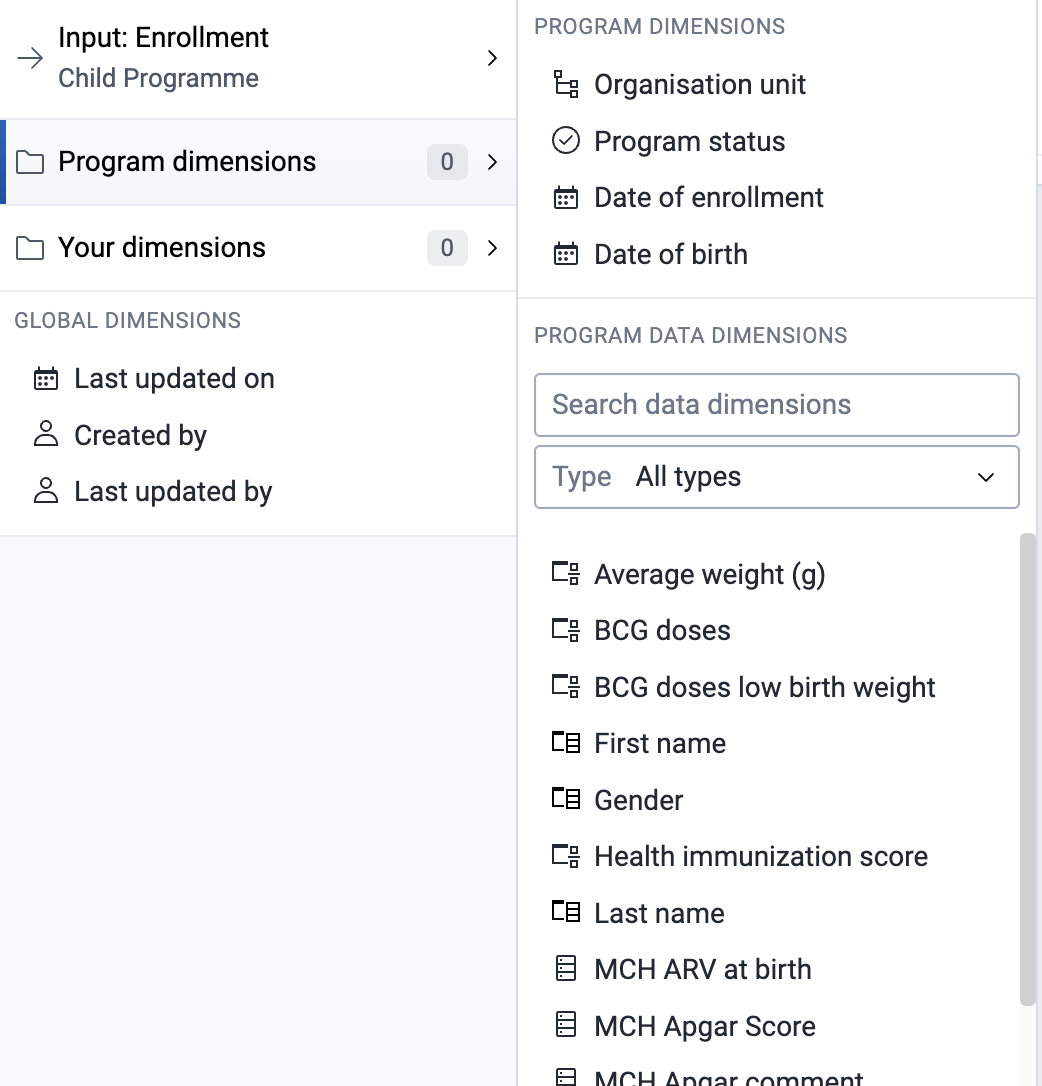 Input: Enrollment
Child Programme
Program dimensions 0
Your dimensions 0
GLOBAL DIMENSIONS
Last updated on
Created by
Last updated by
PROGRAM DIMENSIONS
Organisation unit
Program status
Date of enrollment
Date of birth
PROGRAM DATA DIMENSIONS
Search data dimensions
Type All types
Average weight (g)
BCG doses
BCG doses low birth weight
First name
Gender
Health immunization score
Last name
MCH ARV at birth
MCH Apgar Score
MCH Apgar comment